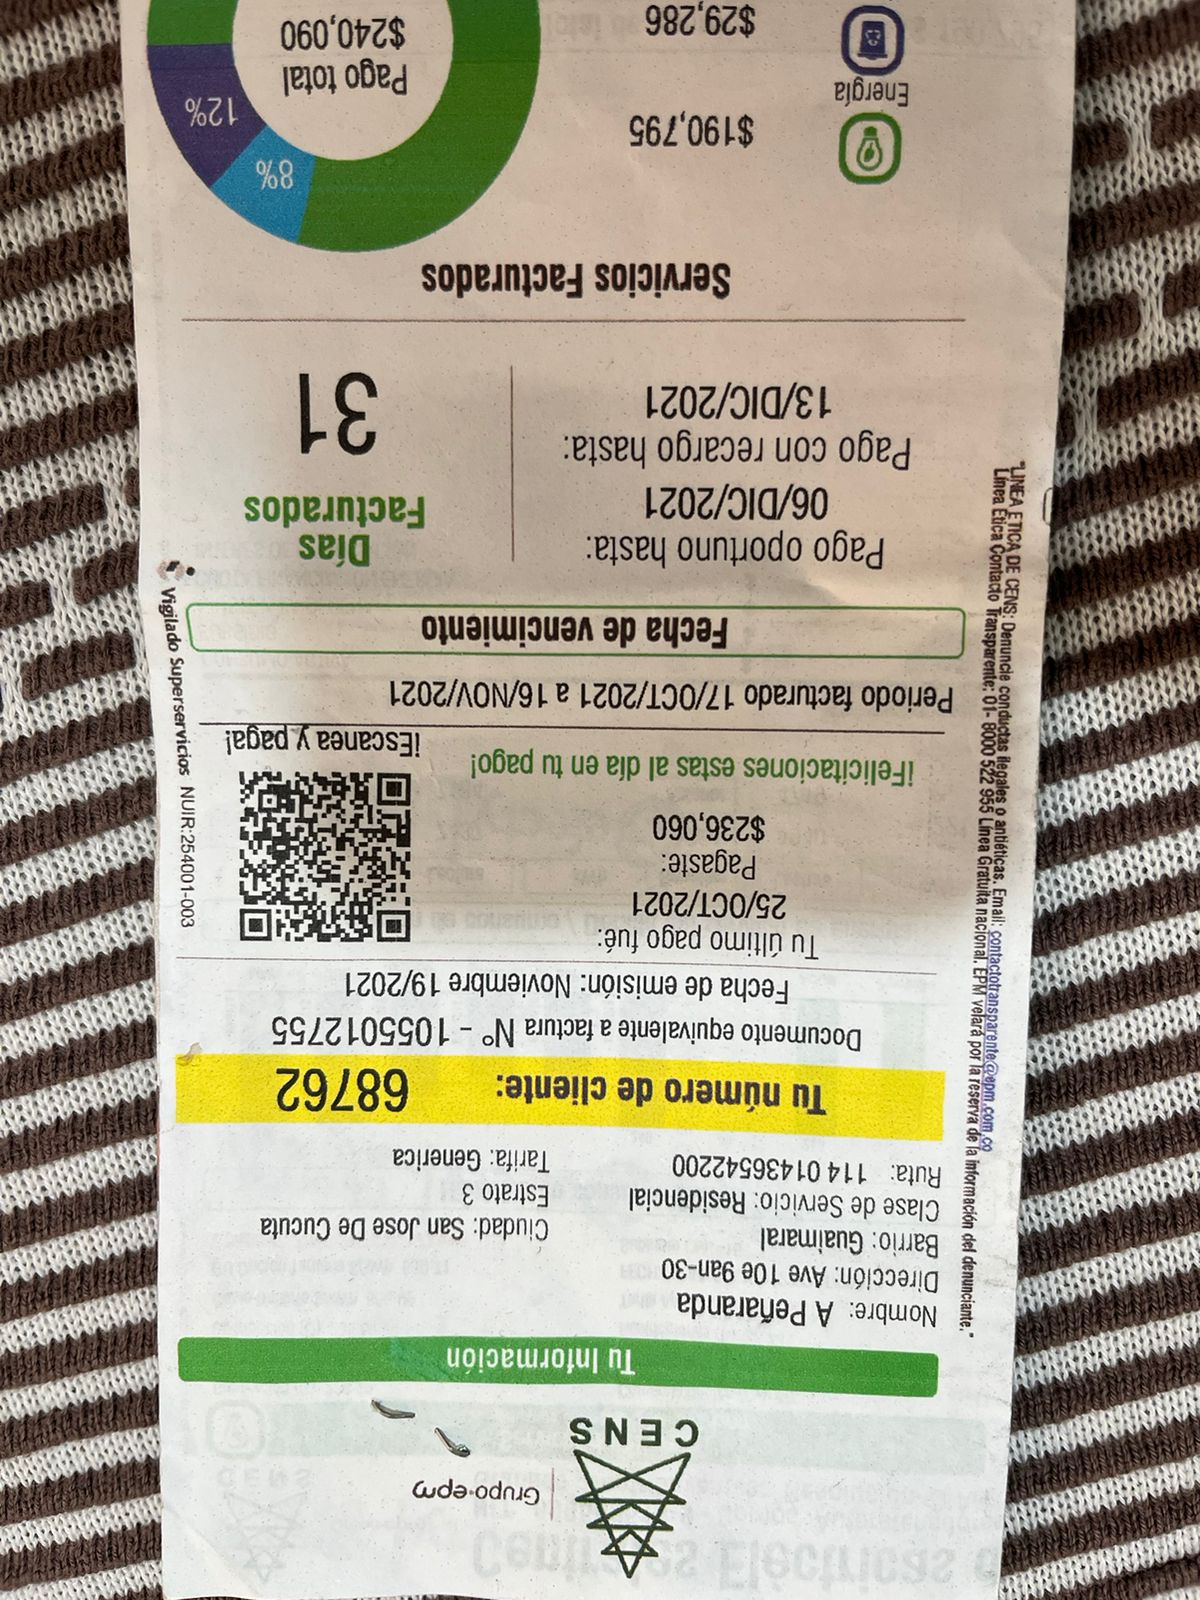 Grupo·epm
CENS
Tu Información
Nombre: A Peñaranda
Dirección: Ave 10e 9an-30
Barrio: Guaimaral
Ciudad: San Jose De Cucuta
Clase de Servicio: Residencial
Estrato 3
Ruta: 114 01436542200
Tarifa: Generica
Tu número de cliente: 68762
Documento equivalente a factura N° - 1055012755
Fecha de emisión: Noviembre 19/2021
Tu último pago fué:
25/OCT/2021
Pagaste:
$236,060
¡Felicitaciones estas al día en tu pago!
¡Escanea y paga!
Periodo facturado 17/OCT/2021 a 16/NOV/2021
Fecha de vencimiento
Pago oportuno hasta:
06/DIC/2021
Pago con recargo hasta:
13/DIC/2021
Días
Facturados
31
Servicios Facturados
Energía
$190,795
$29,286
8%
12%
Pago total
$240,090
Vigilado Superservicios NUIR:254001-003
"LINEA ETICA DE CENS: Denuncie conductas ilegales o antiéticas. Email: contactotransparente@epm.com.co
Línea Ética Contacto Transparente: 01- 8000 522 955 Línea Gratuita nacional. EPM velará por la reserva de la información del denunciante."
Centrales Eléctricas